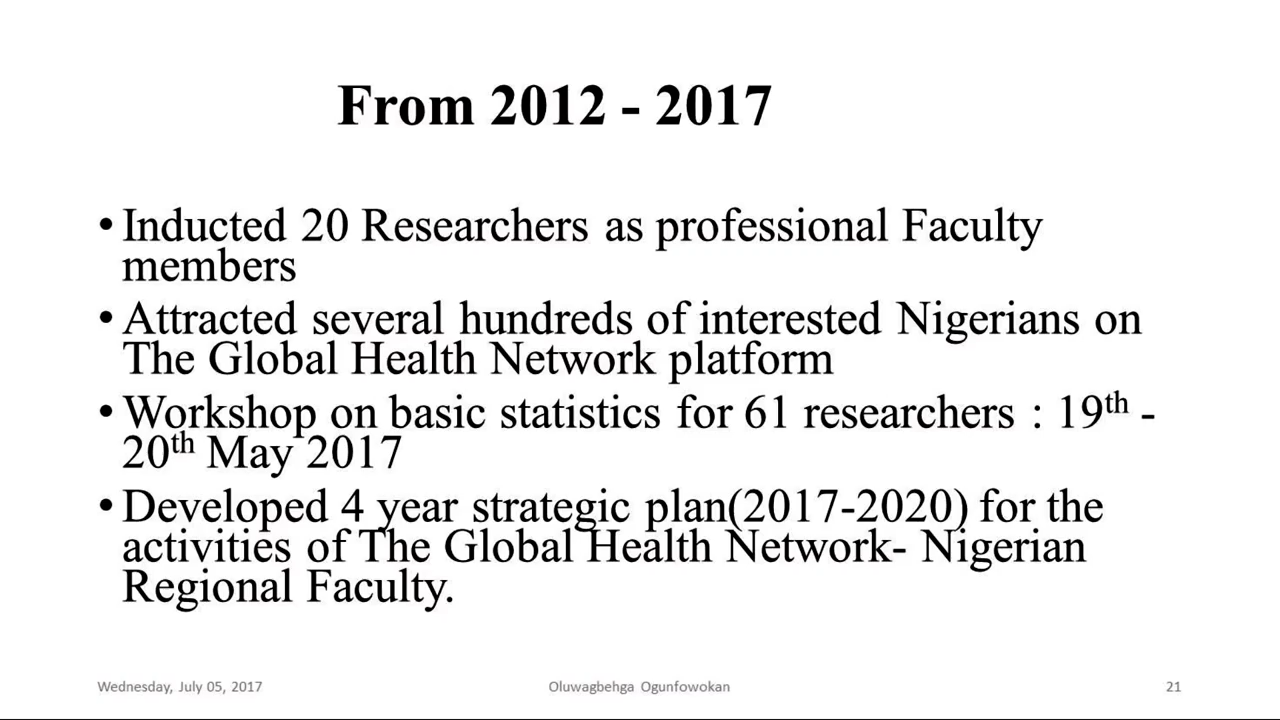 From 2012 - 2017
• Inducted 20 Researchers as professional Faculty
members
• Attracted several hundreds of interested Nigerians on
The Global Health Network platform
• Workshop on basic statistics for 61 researchers : 19th -
20th May 2017
• Developed 4 year strategic plan(2017-2020) for the
activities of The Global Health Network- Nigerian
Regional Faculty.
Wednesday, July 05, 2017
Oluwagbehga Ogunfowokan
21